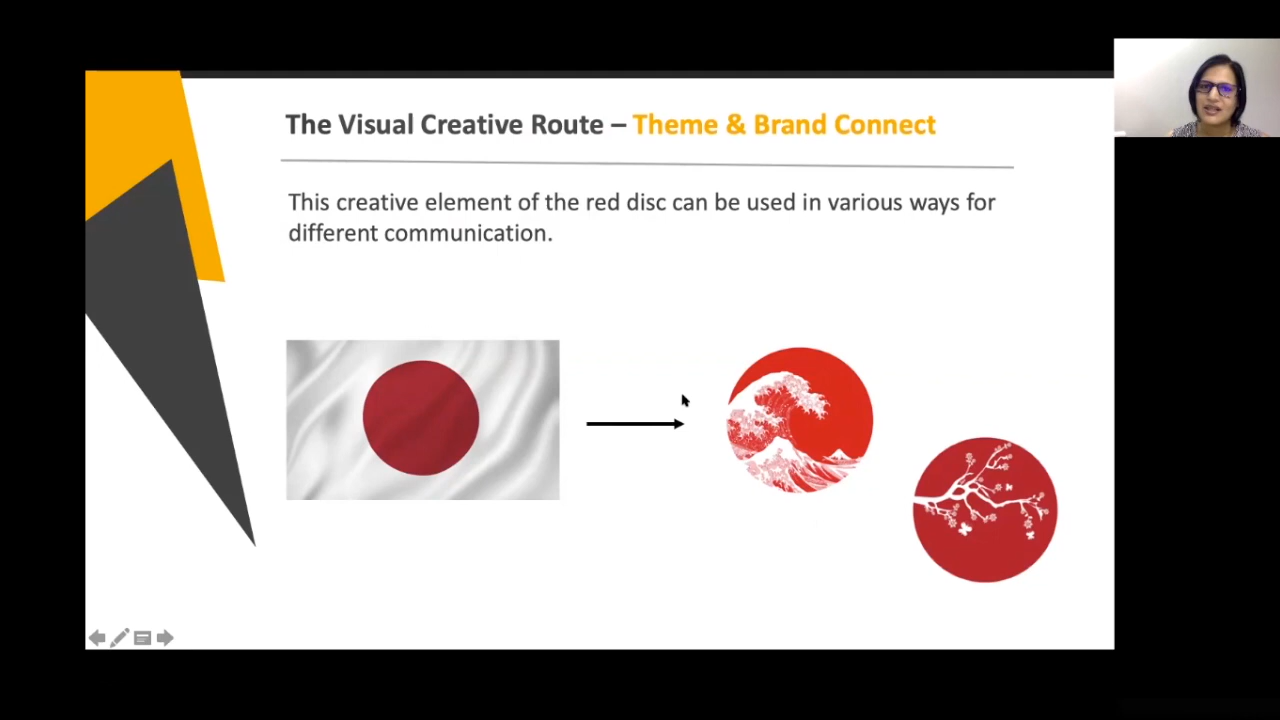 The Visual Creative Route – Theme & Brand Connect
This creative element of the red disc can be used in various ways for
different communication.